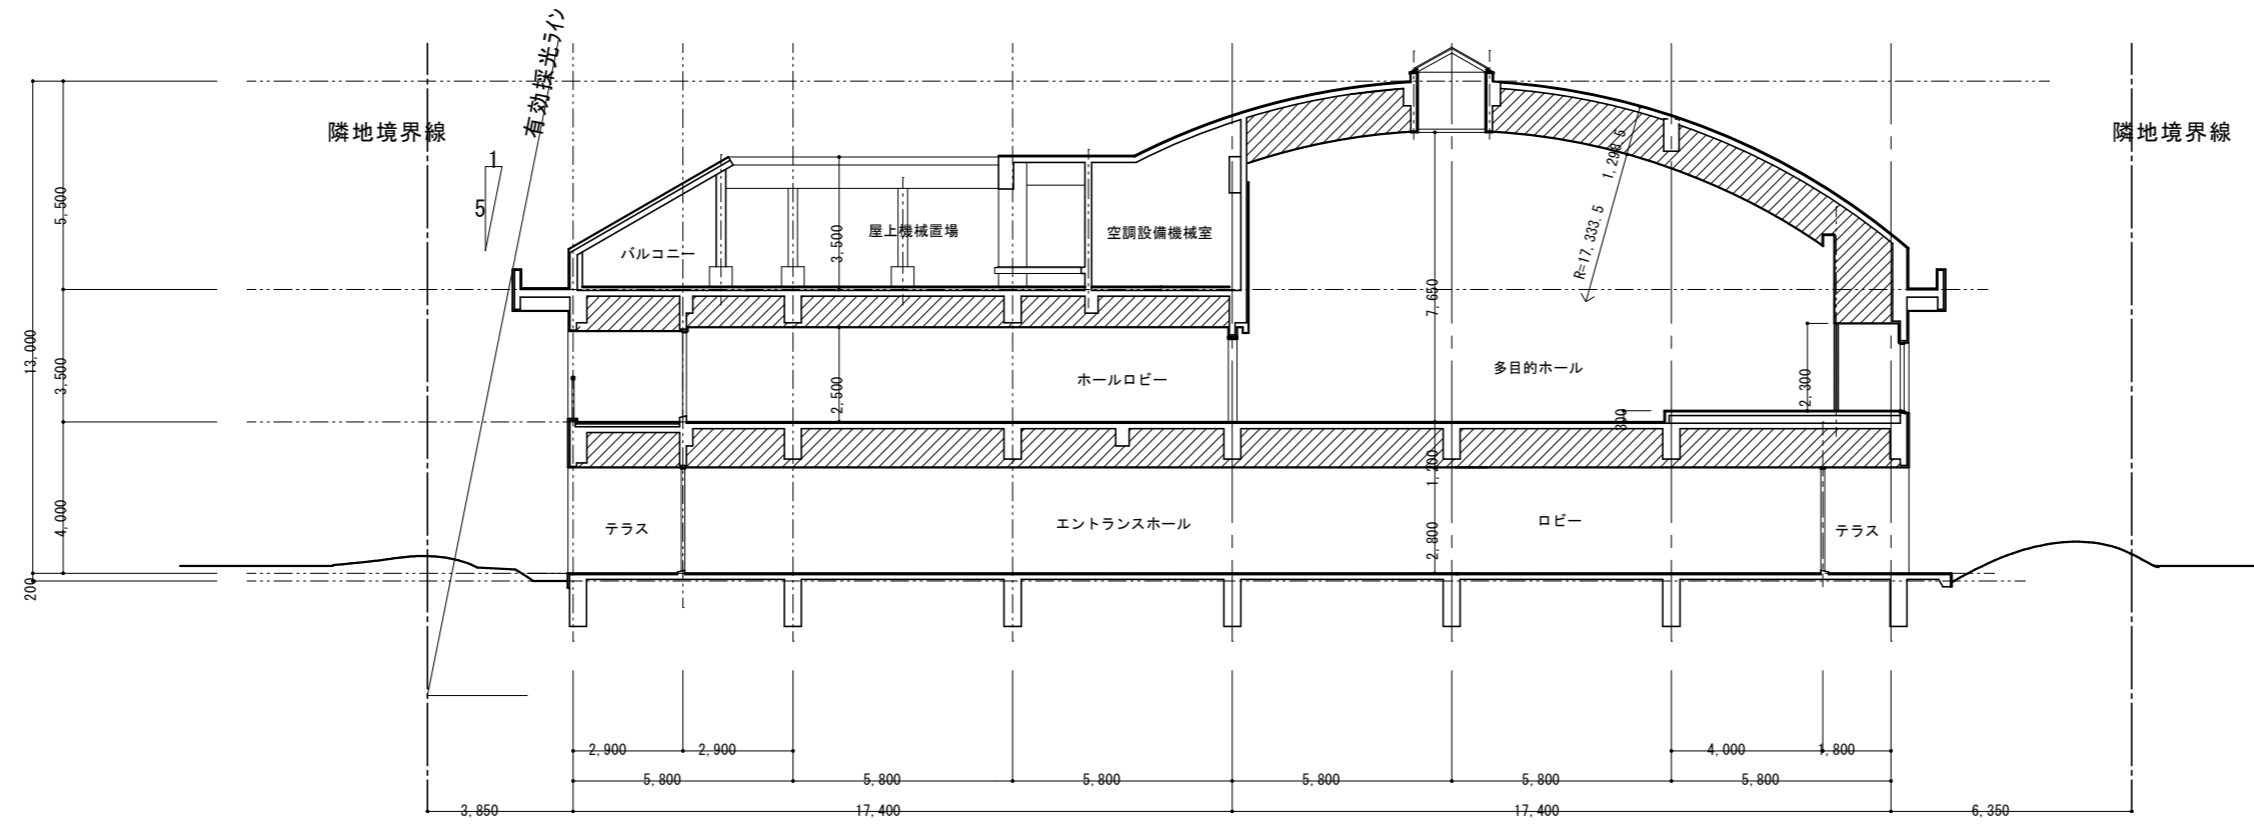 有効採光ライン
隣地境界線
隣地境界線
1
5
1,293.5
R=17,333.5
5,500
3,500
4,000
13,000
200
バルコニー
3,500
屋上機械置場
空調設備機械室
7,650
2,500
ホールロビー
多目的ホール
300
2,300
1,200
2,800
テラス
エントランスホール
ロビー
テラス
2,900
2,900
4,000
1,800
5,800
5,800
5,800
5,800
5,800
5,800
3,850
17,400
17,400
6,350